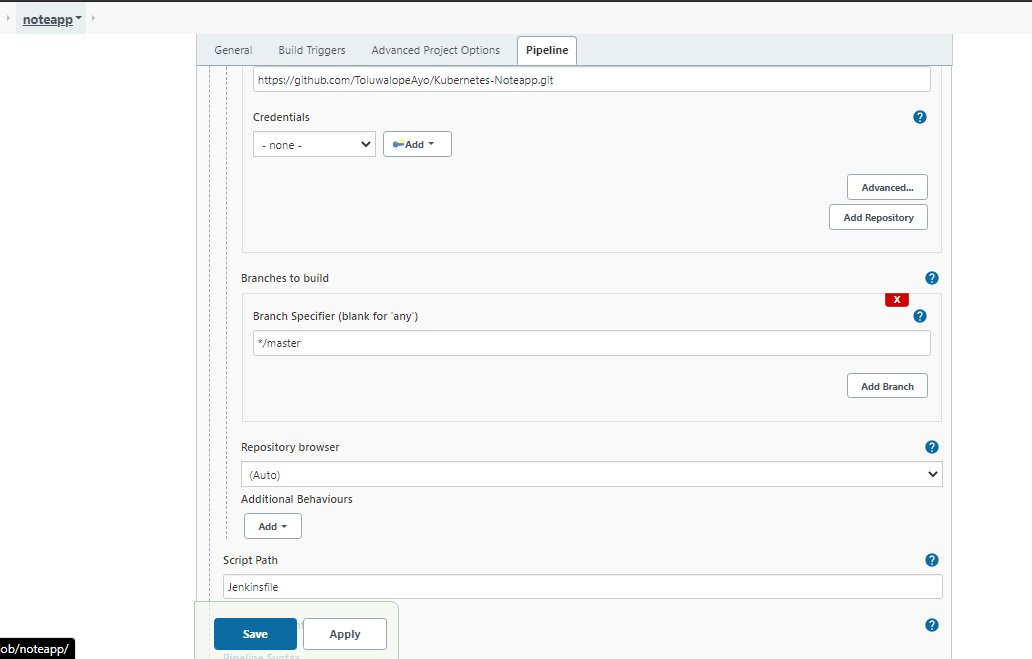 noteapp
General Build Triggers Advanced Project Options Pipeline
https://github.com/ToluwalopeAyo/Kubernetes-Noteapp.git
Credentials
- none - Add
Advanced...
Add Repository
Branches to build
X
Branch Specifier (blank for 'any')
*/master
Add Branch
Repository browser
(Auto)
Additional Behaviours
Add
Script Path
Jenkinsfile
Save Apply
ob/noteapp/
Pipeline Syntax